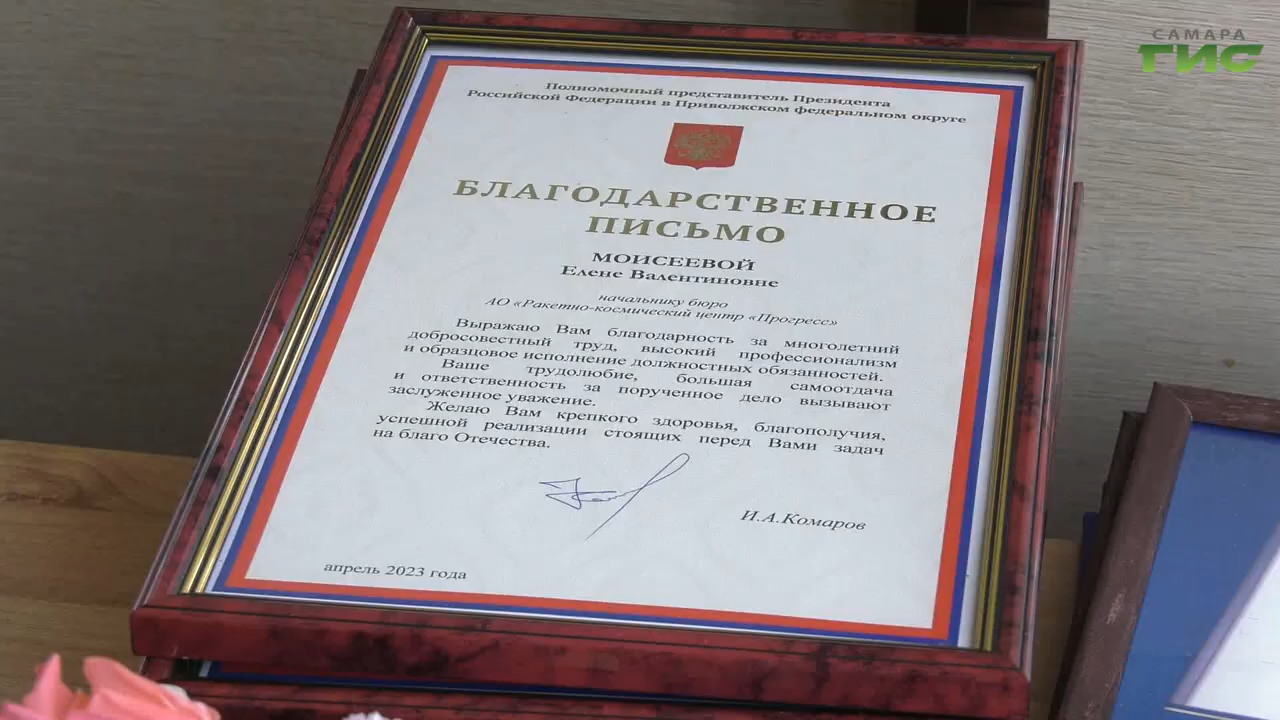 САМАРА
ГИС
Полномочный представитель Президента
Российской Федерации в Приволжском федеральном округе
БЛАГОДАРСТВЕННОЕ
ПИСЬМО
МОИСЕЕВОЙ
Елене Валентиновне
начальнику бюро
АО «Ракетно-космический центр «Прогресс»
Выражаю Вам благодарность за многолетний
добросовестный труд, высокий профессионализм
и образцовое исполнение должностных обязанностей.
Ваше трудолюбие, большая самоотдача
и ответственность за порученное дело вызывают
заслуженное уважение.
Желаю Вам крепкого здоровья, благополучия,
успешной реализации стоящих перед Вами задач
на благо Отечества.
И.А.Комаров
апрель 2023 года